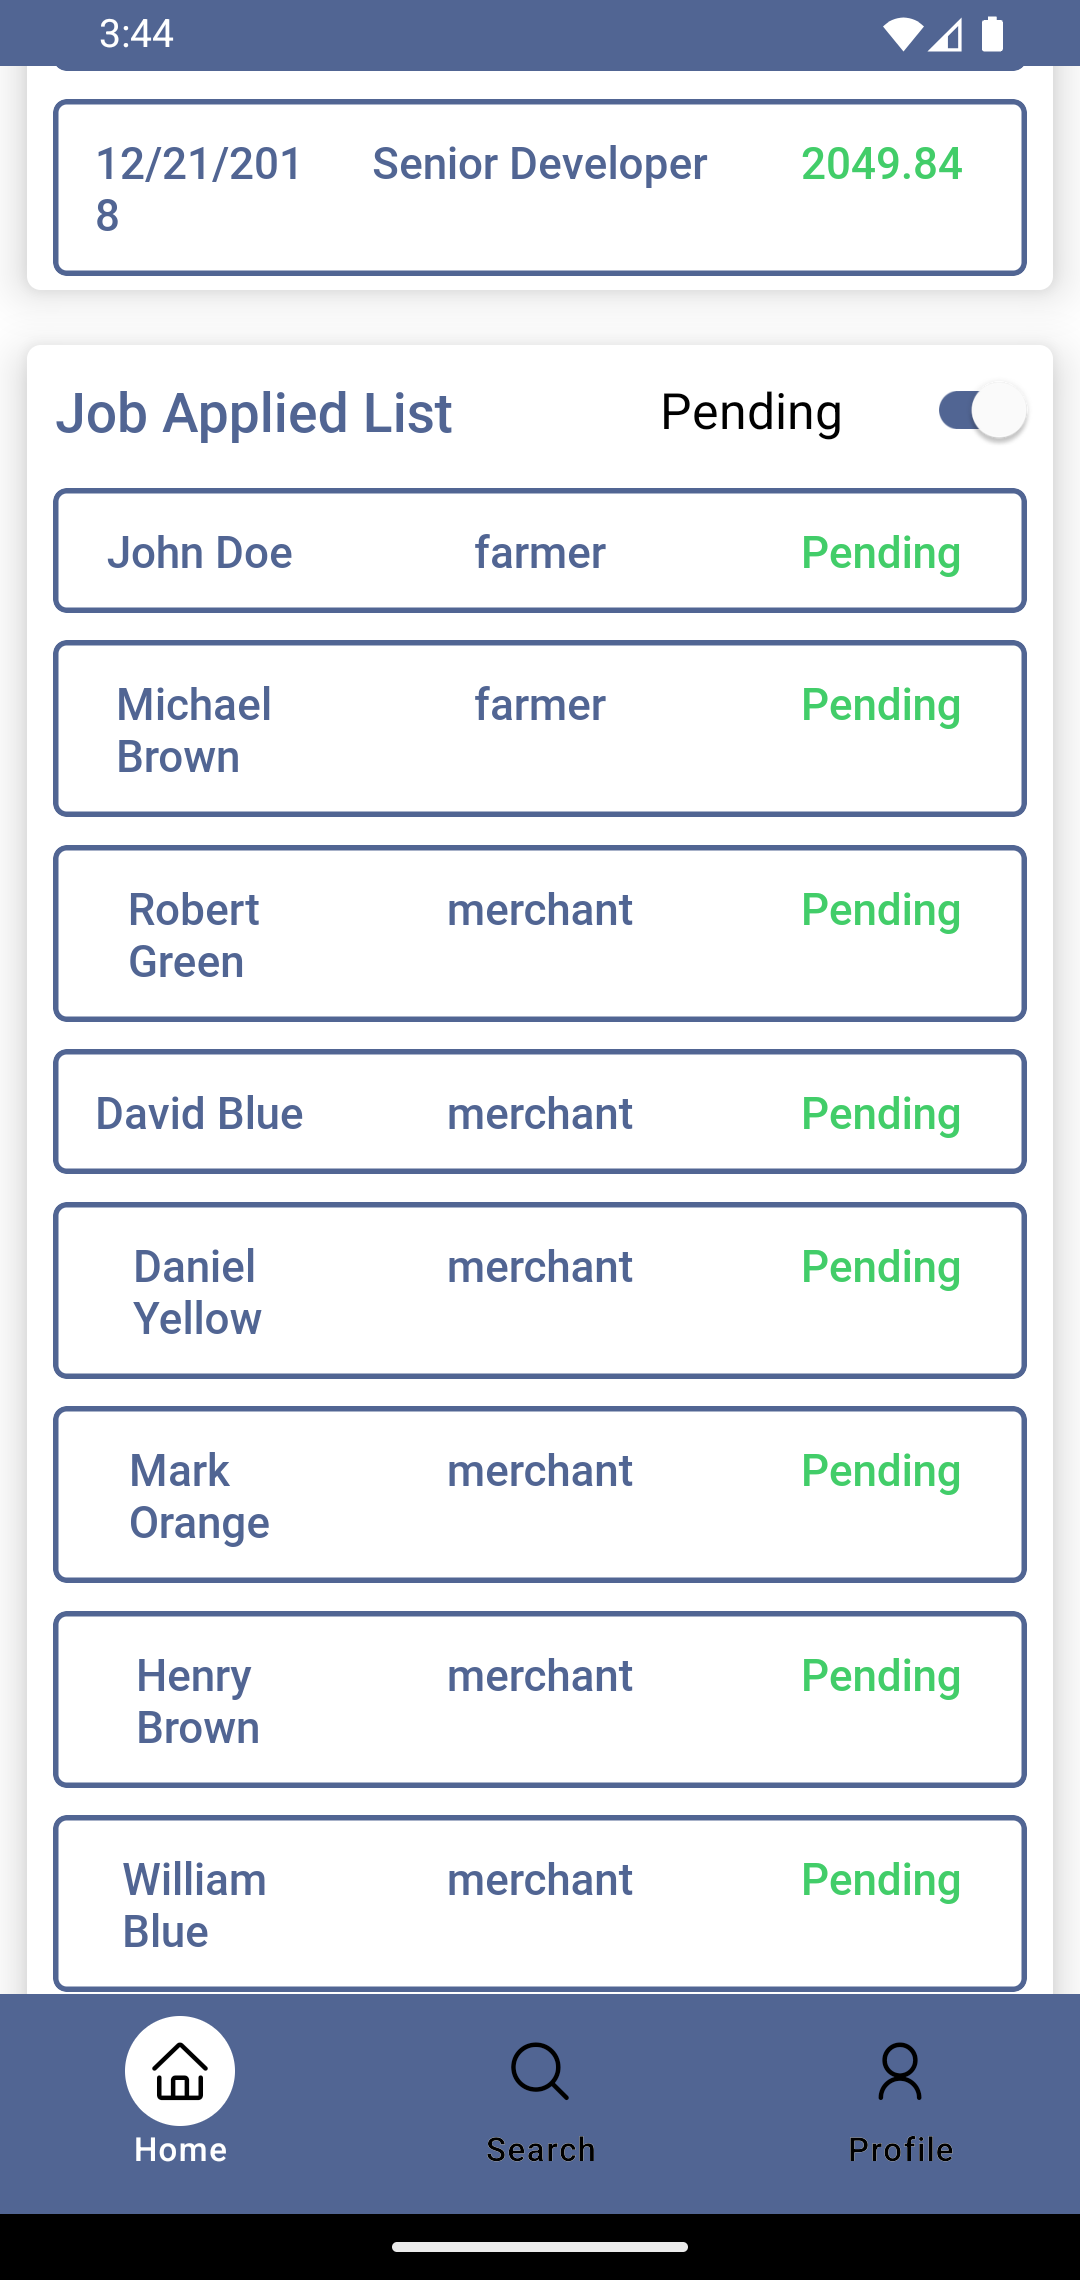 3:44
12/21/201 Senior Developer 2049.84
8
Job Applied List Pending
John Doe farmer Pending
Michael farmer Pending
Brown
Robert merchant Pending
Green
David Blue merchant Pending
Daniel merchant Pending
Yellow
Mark merchant Pending
Orange
Henry merchant Pending
Brown
William merchant Pending
Blue
Home Search Profile